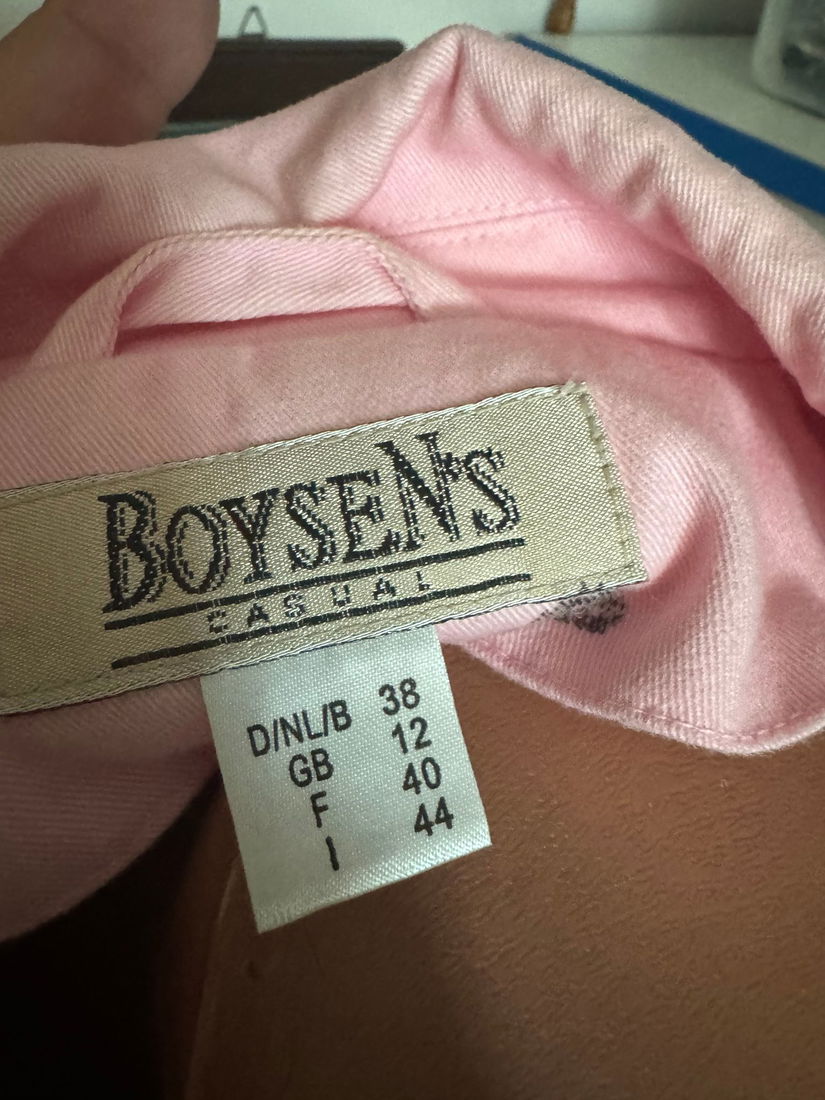 BOYSEN'S
CASUAL
D/NL/B 38
GB 12
F 40
I 44